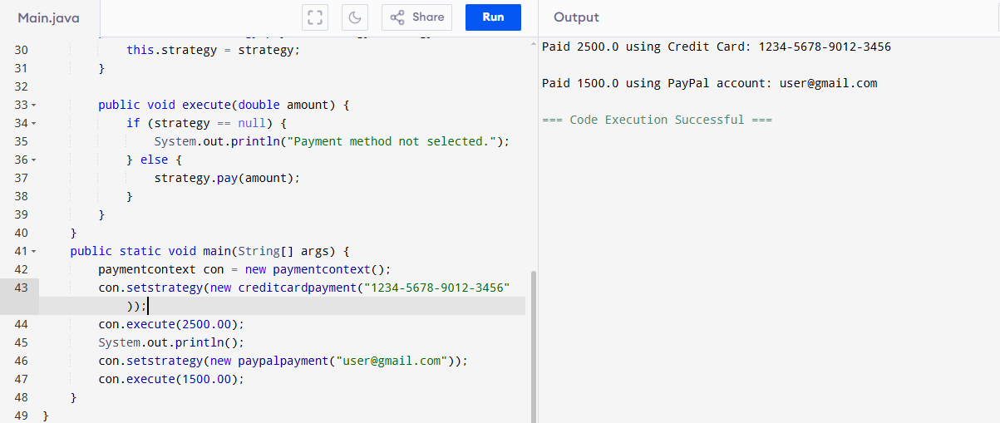 Main.java
Share
Run
Output
30 this.strategy = strategy;
31 }
32
33 public void execute(double amount) {
34 if (strategy == null) {
35 System.out.println("Payment method not selected.");
36 } else {
37 strategy.pay(amount);
38 }
39 }
40 }
41 public static void main(String[] args) {
42 paymentcontext con = new paymentcontext();
43 con.setstrategy(new creditcardpayment("1234-5678-9012-3456"
));
44 con.execute(2500.00);
45 System.out.println();
46 con.setstrategy(new paypalpayment("user@gmail.com"));
47 con.execute(1500.00);
48 }
49 }
Paid 2500.0 using Credit Card: 1234-5678-9012-3456
Paid 1500.0 using PayPal account: user@gmail.com
=== Code Execution Successful ===